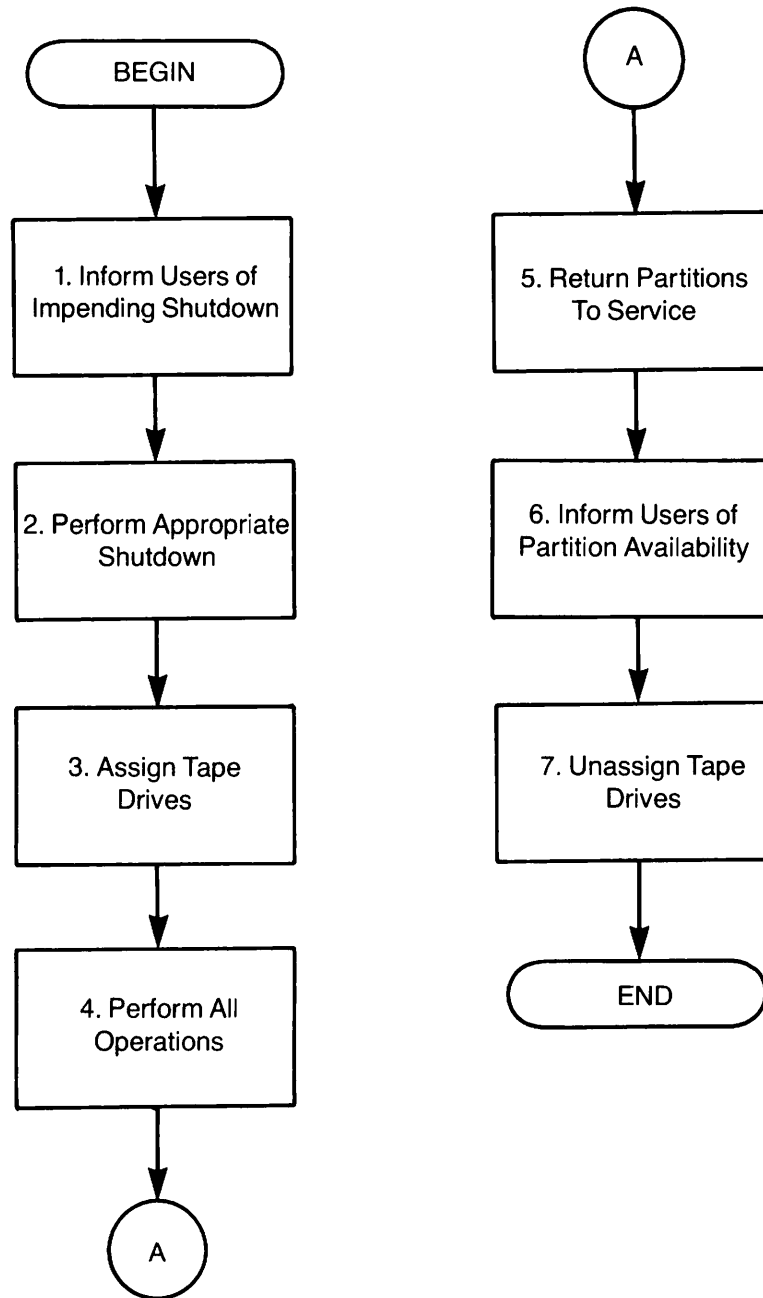 BEGIN
1. Inform Users of
Impending Shutdown
2. Perform Appropriate
Shutdown
3. Assign Tape
Drives
4. Perform All
Operations
A
A
5. Return Partitions
To Service
6. Inform Users of
Partition Availability
7. Unassign Tape
Drives
END